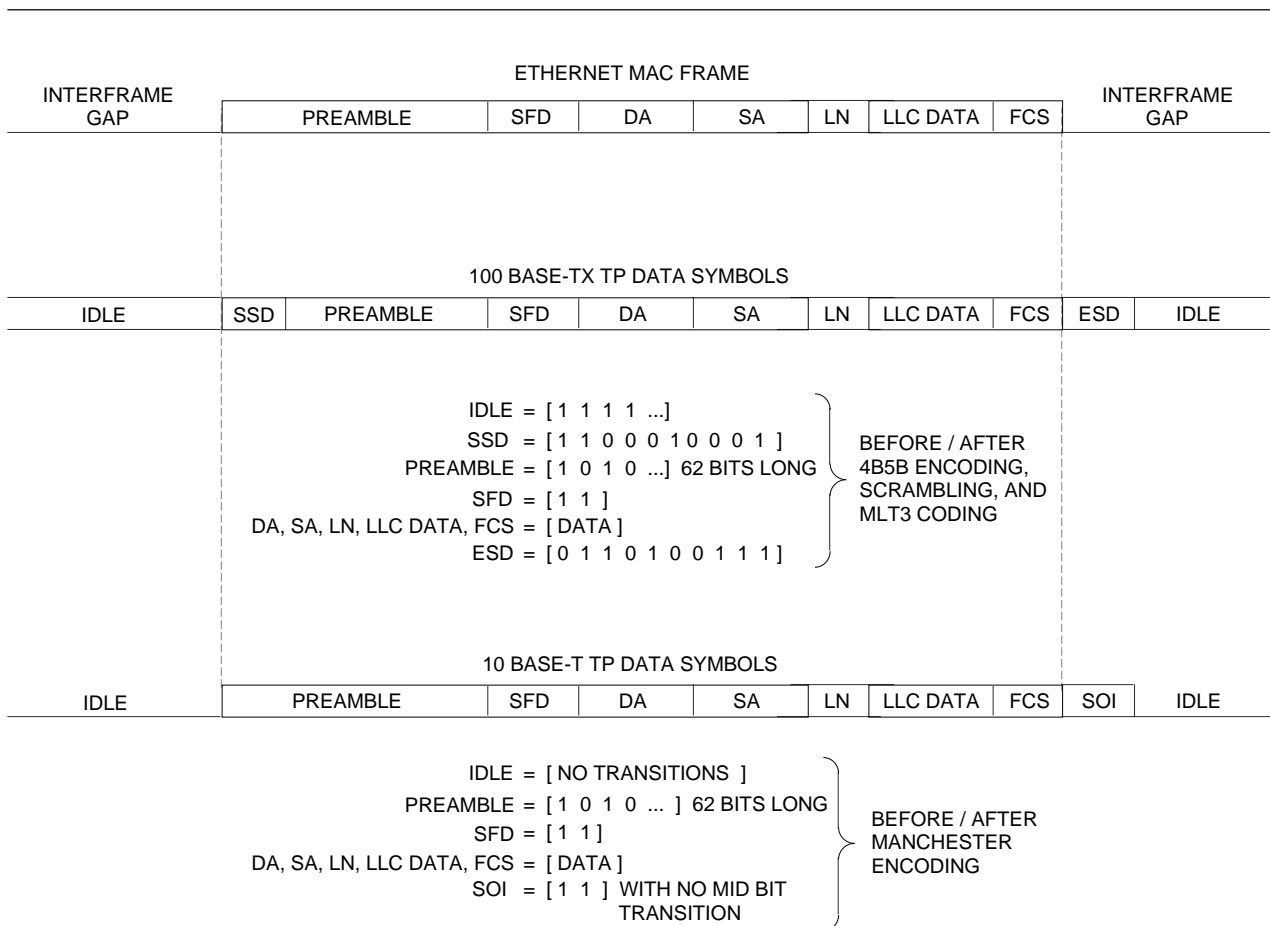 ETHERNET MAC FRAME
INTERFRAME
GAP
PREAMBLE SFD DA SA LN LLC DATA FCS
INTERFRAME
GAP
100 BASE-TX TP DATA SYMBOLS
IDLE SSD PREAMBLE SFD DA SA LN LLC DATA FCS ESD IDLE
IDLE = [ 1 1 1 1 ...]
SSD = [ 1 1 0 0 0 1 0 0 0 1 ]
PREAMBLE = [ 1 0 1 0 ...] 62 BITS LONG
SFD = [ 1 1 ]
DA, SA, LN, LLC DATA, FCS = [ DATA ]
ESD = [ 0 1 1 0 1 0 0 1 1 1 ]
BEFORE / AFTER
4B5B ENCODING,
SCRAMBLING, AND
MLT3 CODING
10 BASE-T TP DATA SYMBOLS
IDLE PREAMBLE SFD DA SA LN LLC DATA FCS SOI IDLE
IDLE = [ NO TRANSITIONS ]
PREAMBLE = [ 1 0 1 0 ... ] 62 BITS LONG
SFD = [ 1 1 ]
DA, SA, LN, LLC DATA, FCS = [ DATA ]
SOI = [ 1 1 ] WITH NO MID BIT
TRANSITION
BEFORE / AFTER
MANCHESTER
ENCODING